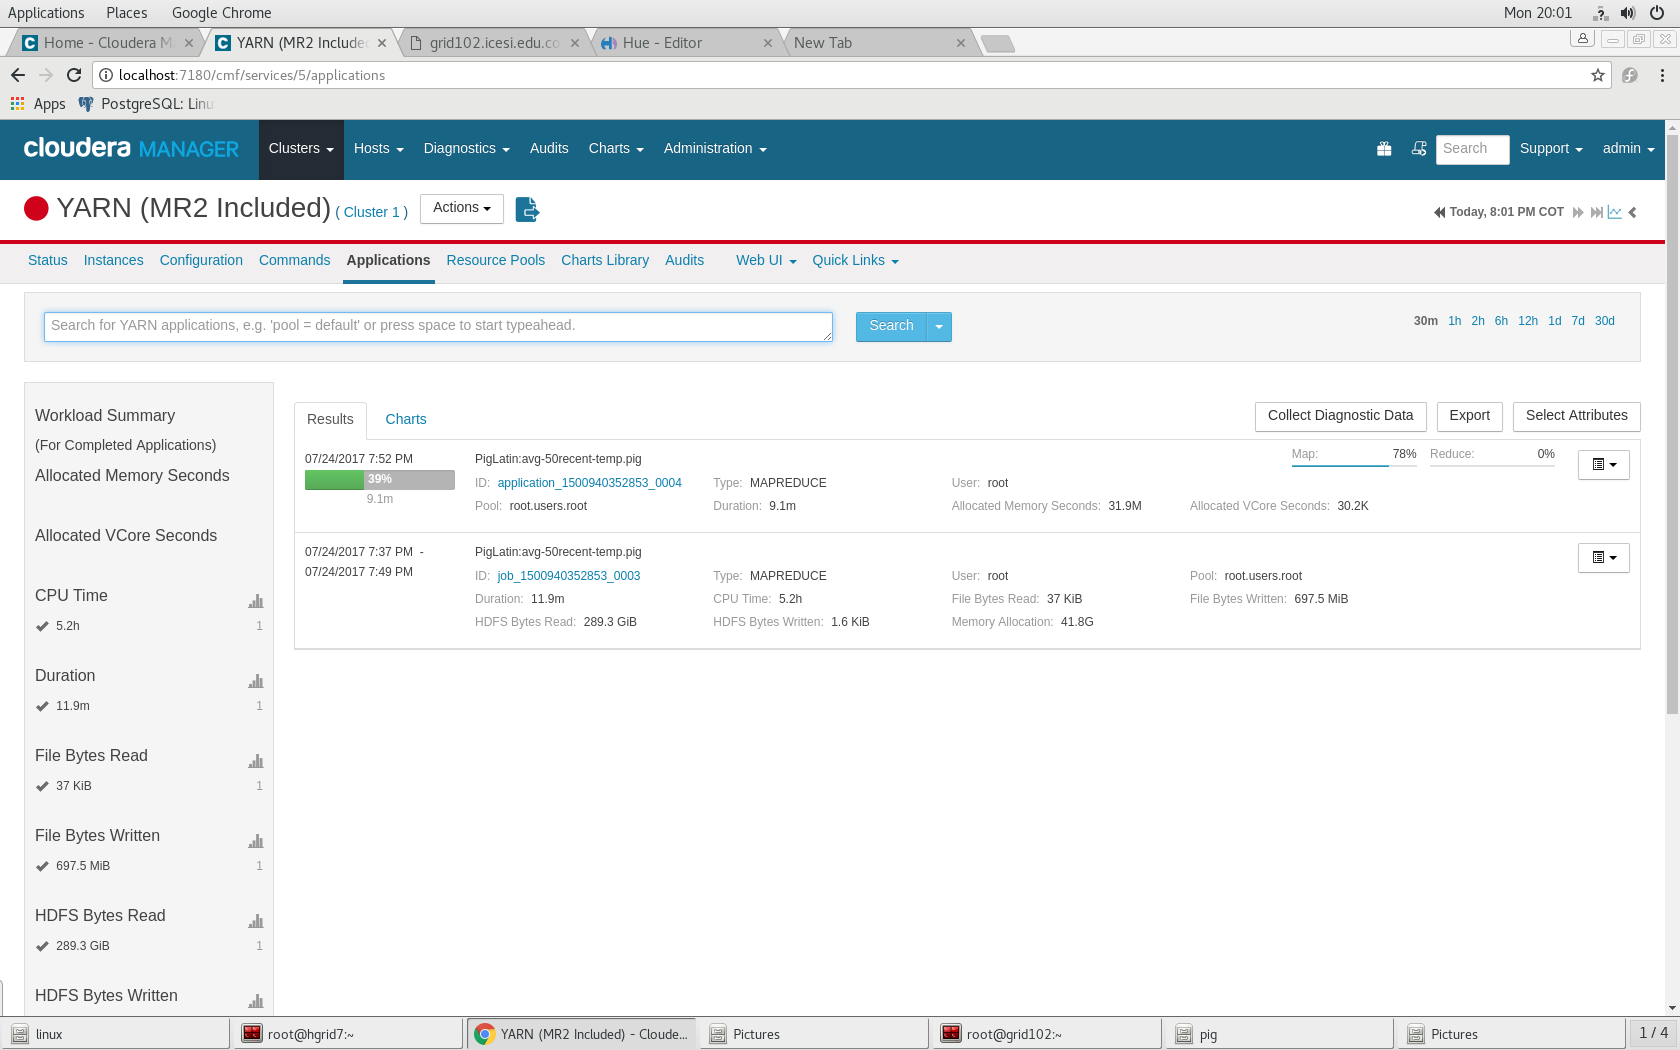 Applications Places Google Chrome Mon 20:01
Home - Cloudera M YARN (MR2 Include grid102.icesi.edu.co Hue - Editor New Tab
localhost:7180/cmf/services/5/applications
Apps PostgreSQL: Linu
cloudera MANAGER Clusters Hosts Diagnostics Audits Charts Administration Search Support admin
YARN (MR2 Included) ( Cluster 1 ) Actions Today, 8:01 PM COT
Status Instances Configuration Commands Applications Resource Pools Charts Library Audits Web UI Quick Links
Search for YARN applications, e.g. 'pool = default' or press space to start typeahead. Search 30m 1h 2h 6h 12h 1d 7d 30d
Workload Summary
(For Completed Applications)
Allocated Memory Seconds
Allocated VCore Seconds
CPU Time
5.2h 1
Duration
11.9m 1
File Bytes Read
37 KiB 1
File Bytes Written
697.5 MiB 1
HDFS Bytes Read
289.3 GiB 1
HDFS Bytes Written
Results Charts Collect Diagnostic Data Export Select Attributes
07/24/2017 7:52 PM PigLatin:avg-50recent-temp.pig Map: 78% Reduce: 0%
39% ID: application_1500940352853_0004 Type: MAPREDUCE User: root
9.1m Pool: root.users.root Duration: 9.1m Allocated Memory Seconds: 31.9M Allocated VCore Seconds: 30.2K
07/24/2017 7:37 PM - PigLatin:avg-50recent-temp.pig
07/24/2017 7:49 PM ID: job_1500940352853_0003 Type: MAPREDUCE User: root Pool: root.users.root
Duration: 11.9m CPU Time: 5.2h File Bytes Read: 37 KiB File Bytes Written: 697.5 MiB
HDFS Bytes Read: 289.3 GiB HDFS Bytes Written: 1.6 KiB Memory Allocation: 41.8G
linux root@hgrid7:~ YARN (MR2 Included) - Cloude... Pictures root@grid102:~ pig Pictures 1 / 4